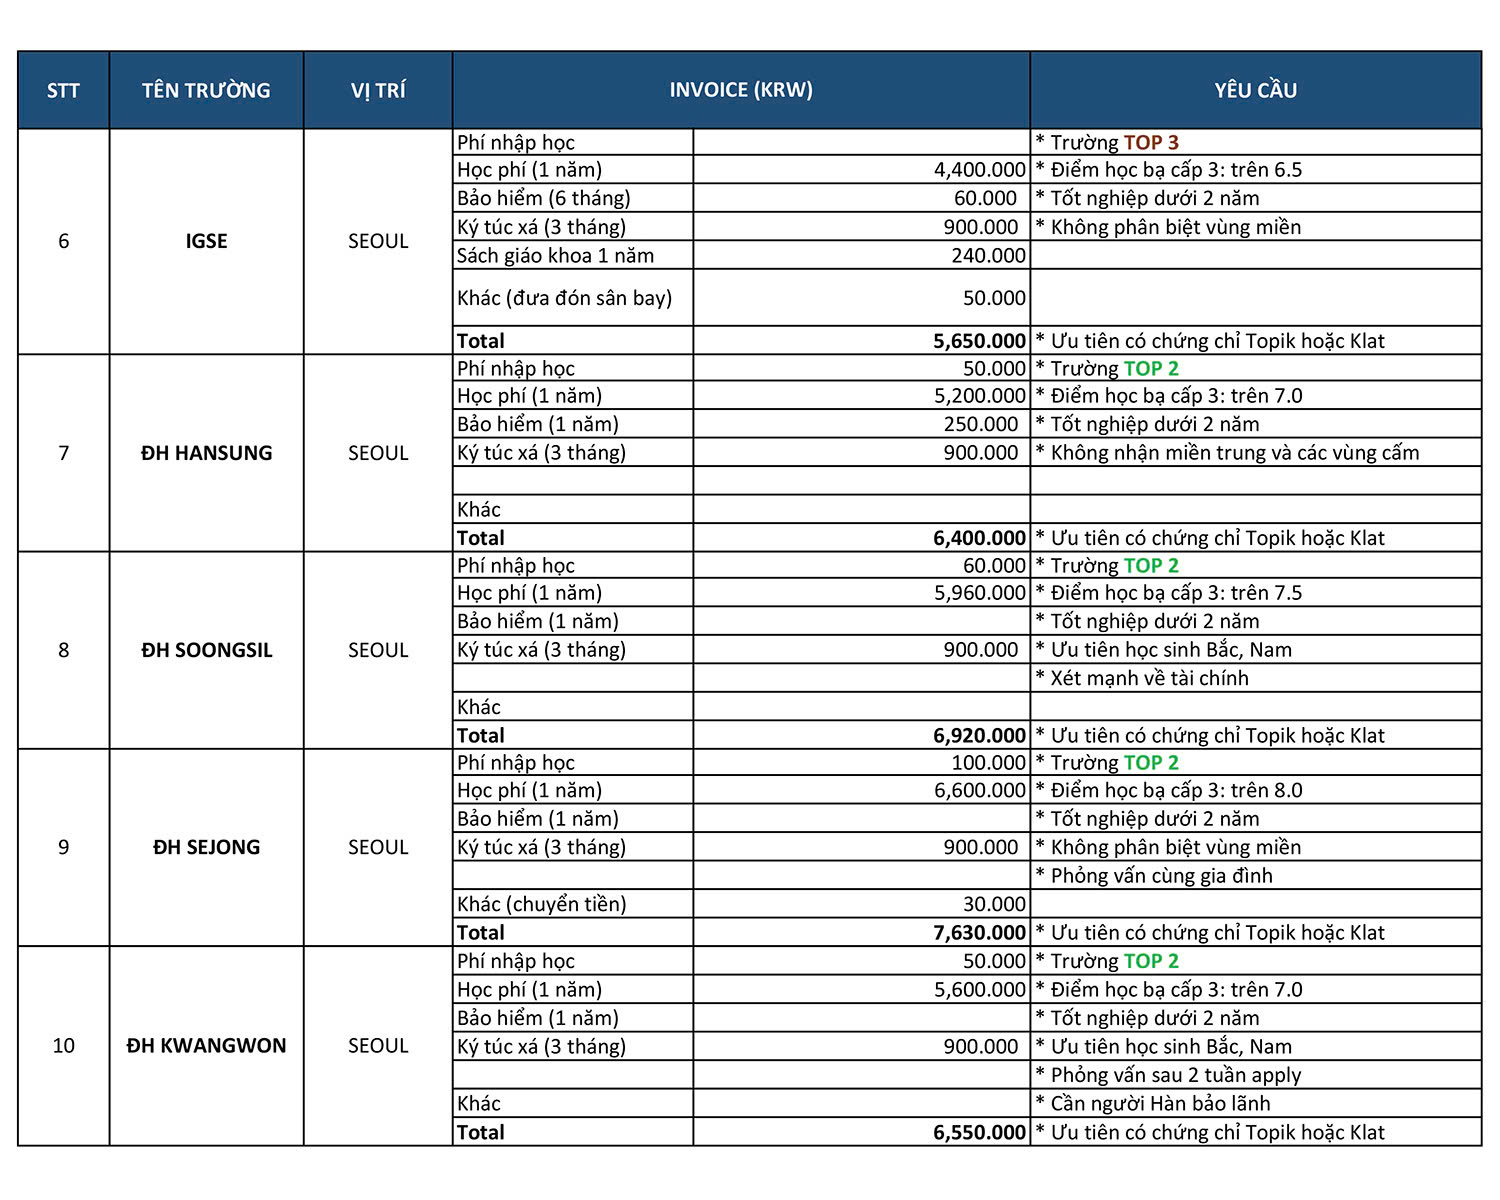 STT TÊN TRƯỜNG VỊ TRÍ INVOICE (KRW) YÊU CẦU
6 IGSE SEOUL
Phí nhập học * Trường TOP 3
Học phí (1 năm) 4,400.000 * Điểm học bạ cấp 3: trên 6.5
Bảo hiểm (6 tháng) 60.000 * Tốt nghiệp dưới 2 năm
Ký túc xá (3 tháng) 900.000 * Không phân biệt vùng miền
Sách giáo khoa 1 năm 240.000
Khác (đưa đón sân bay) 50.000
Total 5,650.000 * Ưu tiên có chứng chỉ Topik hoặc Klat
7 ĐH HANSUNG SEOUL
Phí nhập học 50.000 * Trường TOP 2
Học phí (1 năm) 5,200.000 * Điểm học bạ cấp 3: trên 7.0
Bảo hiểm (1 năm) 250.000 * Tốt nghiệp dưới 2 năm
Ký túc xá (3 tháng) 900.000 * Không nhận miền trung và các vùng cấm
Khác
Total 6,400.000 * Ưu tiên có chứng chỉ Topik hoặc Klat
8 ĐH SOONGSIL SEOUL
Phí nhập học 60.000 * Trường TOP 2
Học phí (1 năm) 5,960.000 * Điểm học bạ cấp 3: trên 7.5
Bảo hiểm (1 năm) * Tốt nghiệp dưới 2 năm
Ký túc xá (3 tháng) 900.000 * Ưu tiên học sinh Bắc, Nam
* Xét mạnh về tài chính
Khác
Total 6,920.000 * Ưu tiên có chứng chỉ Topik hoặc Klat
9 ĐH SEJONG SEOUL
Phí nhập học 100.000 * Trường TOP 2
Học phí (1 năm) 6,600.000 * Điểm học bạ cấp 3: trên 8.0
Bảo hiểm (1 năm) * Tốt nghiệp dưới 2 năm
Ký túc xá (3 tháng) 900.000 * Không phân biệt vùng miền
* Phỏng vấn cùng gia đình
Khác (chuyển tiền) 30.000
Total 7,630.000 * Ưu tiên có chứng chỉ Topik hoặc Klat
10 ĐH KWANGWON SEOUL
Phí nhập học 50.000 * Trường TOP 2
Học phí (1 năm) 5,600.000 * Điểm học bạ cấp 3: trên 7.0
Bảo hiểm (1 năm) * Tốt nghiệp dưới 2 năm
Ký túc xá (3 tháng) 900.000 * Ưu tiên học sinh Bắc, Nam
* Phỏng vấn sau 2 tuần apply
Khác * Cần người Hàn bảo lãnh
Total 6,550.000 * Ưu tiên có chứng chỉ Topik hoặc Klat